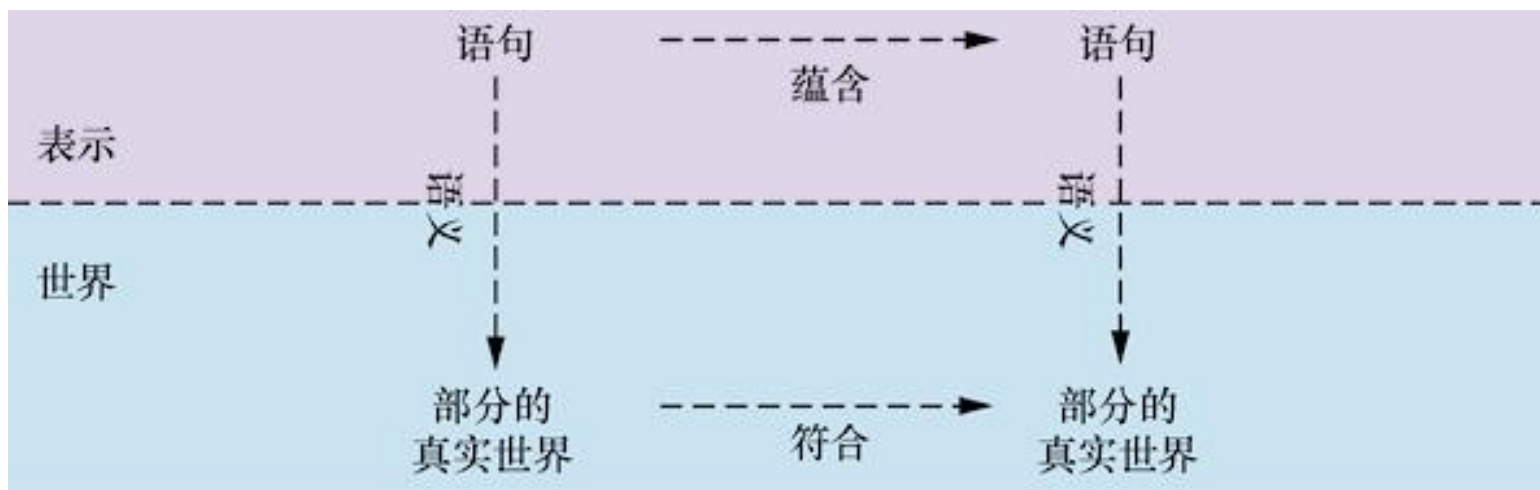 语句
语句
蕴含
表示
语义
语义
世界
部分的
真实世界
符合
部分的
真实世界